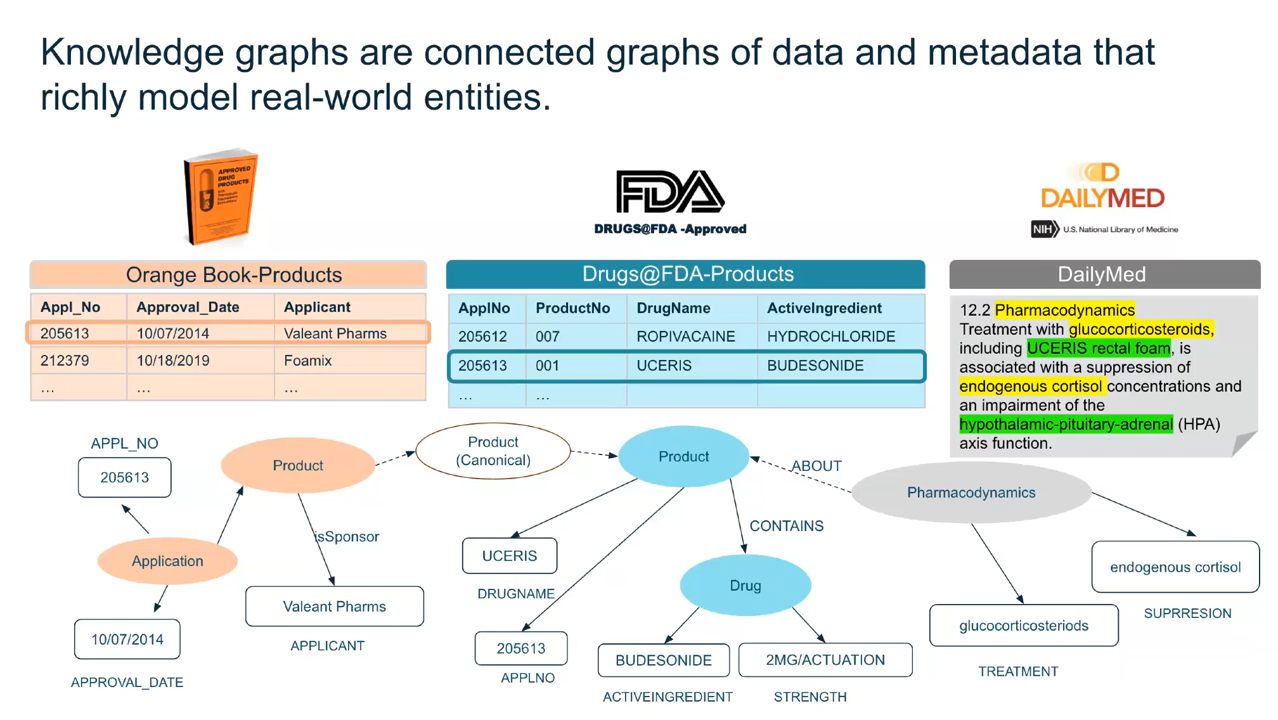 Knowledge graphs are connected graphs of data and metadata that
richly model real-world entities.
APPROVED
DRUG
PRODUCTS
FDA
DRUGS@FDA -Approved
DAILYMED
NIH U.S. National Library of Medicine
Orange Book-Products
Appl_No Approval_Date Applicant
205613 10/07/2014 Valeant Pharms
212379 10/18/2019 Foamix
... ... ...
Drugs@FDA-Products
ApplNo ProductNo DrugName ActiveIngredient
205612 007 ROPIVACAINE HYDROCHLORIDE
205613 001 UCERIS BUDESONIDE
... ...
DailyMed
12.2 Pharmacodynamics
Treatment with glucocorticosteroids,
including UCERIS rectal foam, is
associated with a suppression of
endogenous cortisol concentrations and
an impairment of the
hypothalamic-pituitary-adrenal (HPA)
axis function.
APPL_NO
205613
Product
Application
isSponsor
10/07/2014
APPROVAL_DATE
Valeant Pharms
APPLICANT
Product
(Canonical)
Product
ABOUT
UCERIS
DRUGNAME
CONTAINS
Drug
205613
APPLNO
BUDESONIDE
ACTIVEINGREDIENT
2MG/ACTUATION
STRENGTH
Pharmacodynamics
endogenous cortisol
SUPRRESION
glucocorticosteriods
TREATMENT